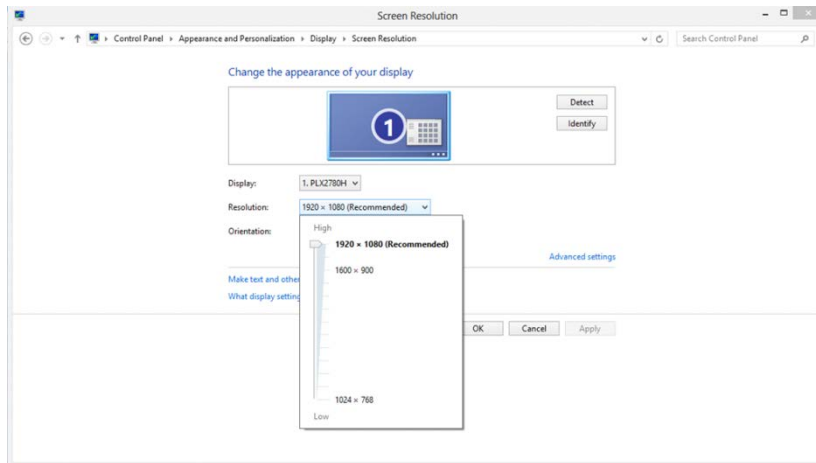 Screen Resolution
Control Panel Appearance and Personalization Display Screen Resolution
Search Control Panel
Change the appearance of your display
1
Detect
Identify
Display:
1. PLX2780H
Resolution:
1920 × 1080 (Recommended)
Orientation:
High
1920 × 1080 (Recommended)
1600 × 900
1024 × 768
Low
Advanced settings
Make text and other
What display setting
OK
Cancel
Apply